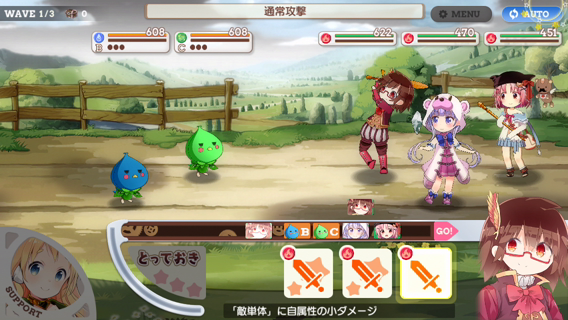 WAVE 1/3 0
通常攻撃
MENU
AUTO
608
B
608
C
622
470
451
B C GO!
とっておき
SUPPORT
「敵単体」に自属性の小ダメージ